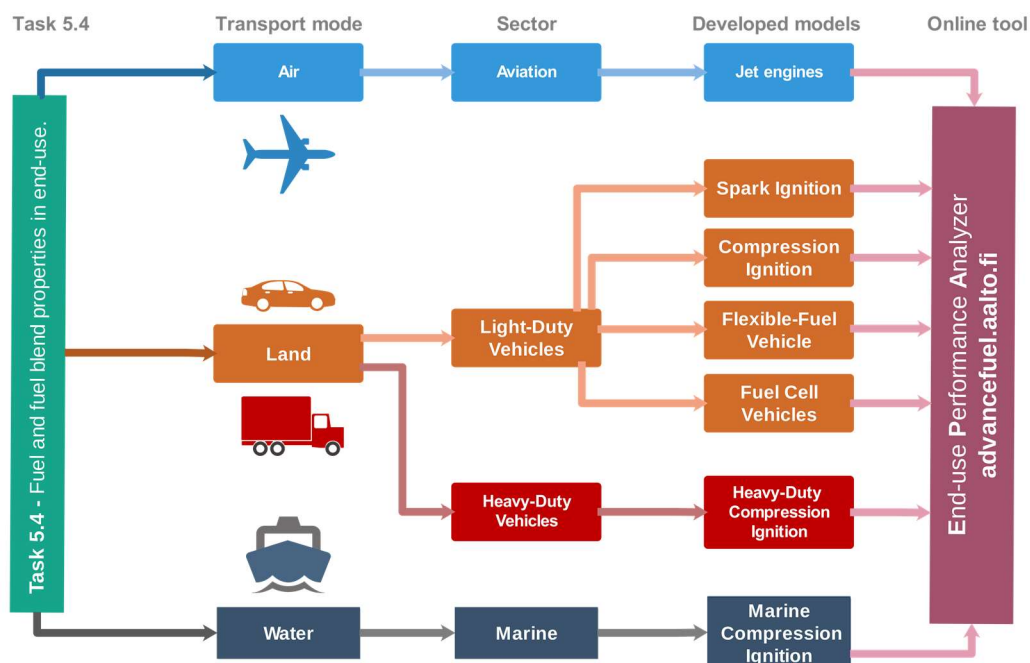 Task 5.4
Transport mode
Sector
Developed models
Online tool
Task 5.4 - Fuel and fuel blend properties in end-use.
Air
Aviation
Jet engines
Land
Light-Duty
Vehicles
Spark Ignition
Compression
Ignition
Flexible-Fuel
Vehicle
Fuel Cell
Vehicles
Heavy-Duty
Vehicles
Heavy-Duty
Compression
Ignition
Water
Marine
Marine
Compression
Ignition
End-use Performance Analyzer
advancefuel.aalto.fi